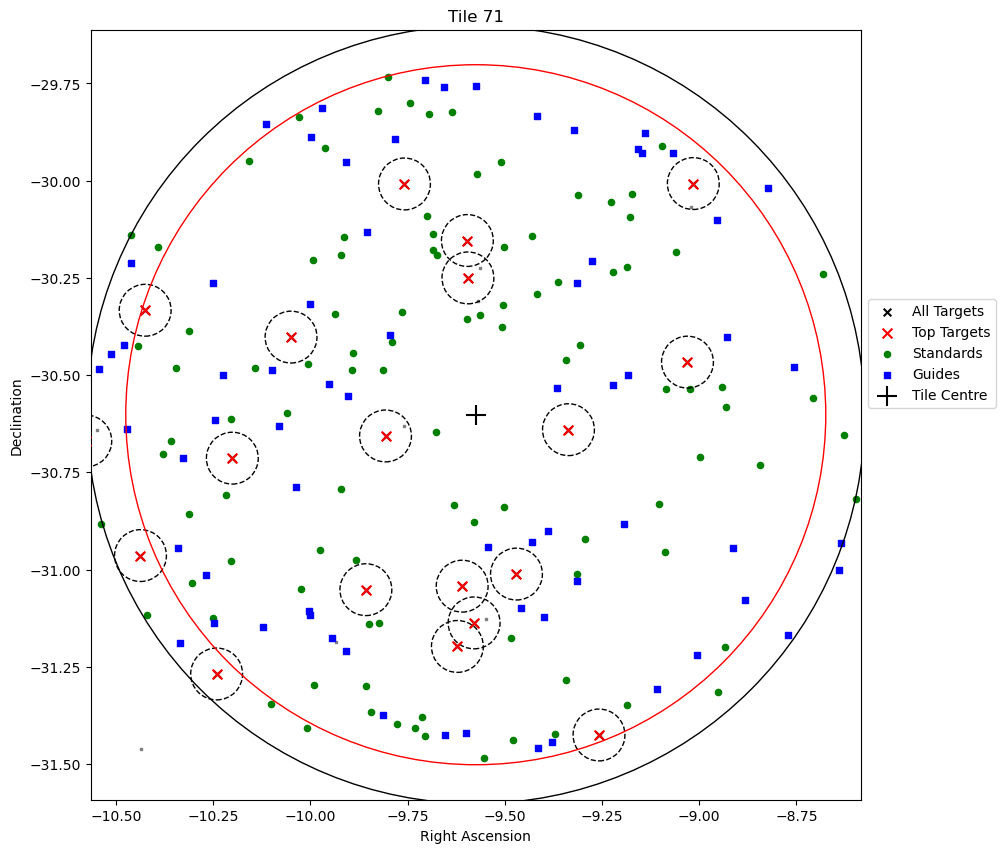 Tile 71
−29.75
−30.00
−30.25
−30.50
−30.75
−31.00
−31.25
−31.50
Declination
−10.50
−10.25
−10.00
−9.75
−9.50
−9.25
−9.00
−8.75
Right Ascension
All Targets
Top Targets
Standards
Guides
Tile Centre